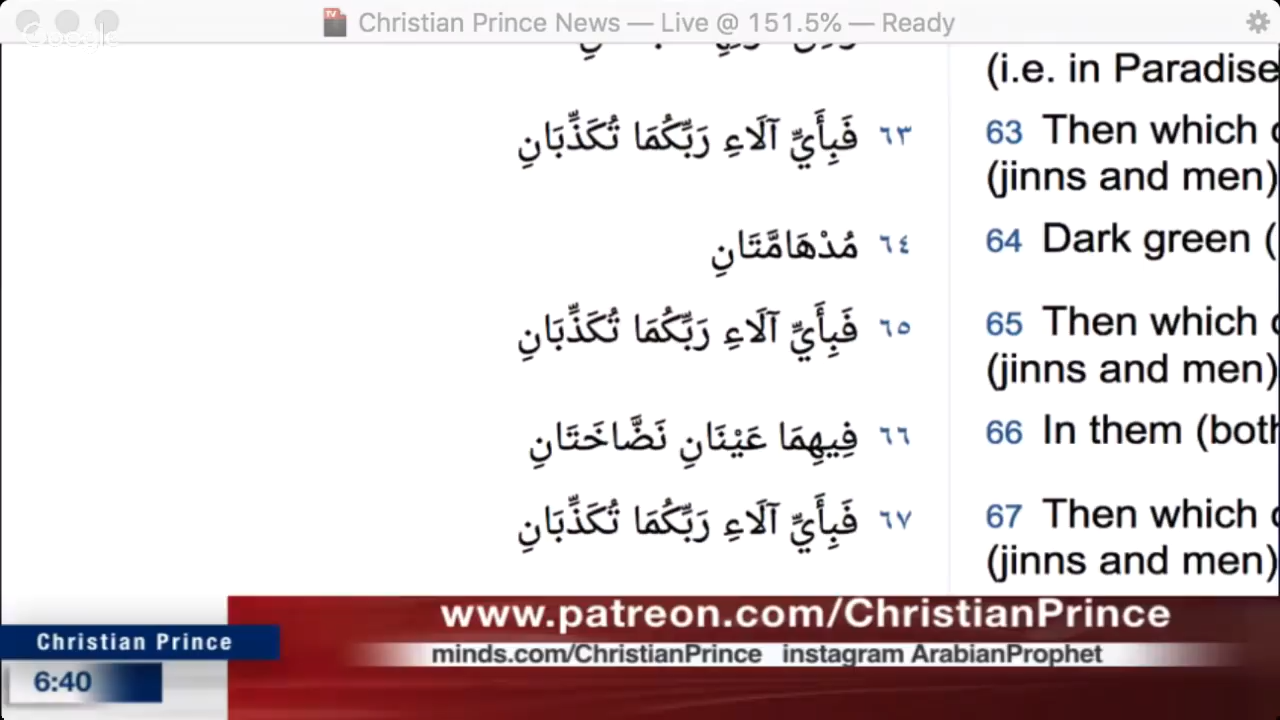 Christian Prince News — Live @ 151.5% — Ready
Google
(i.e. in Paradise
فَبِأَيِّ آلَاءِ رَبِّكُمَا تُكَذِّبَانِ ٦٣
63 Then which
(jinns and men)
مُدْهَامَّتَانِ ٦٤
64 Dark green (
فَبِأَيِّ آلَاءِ رَبِّكُمَا تُكَذِّبَانِ ٦٥
65 Then which
(jinns and men)
فِيهِمَا عَيْنَانِ نَضَّاخَتَانِ ٦٦
66 In them (both
فَبِأَيِّ آلَاءِ رَبِّكُمَا تُكَذِّبَانِ ٦٧
67 Then which
(jinns and men)
www.patreon.com/ChristianPrince
Christian Prince
minds.com/ChristianPrince instagram ArabianProphet
6:40